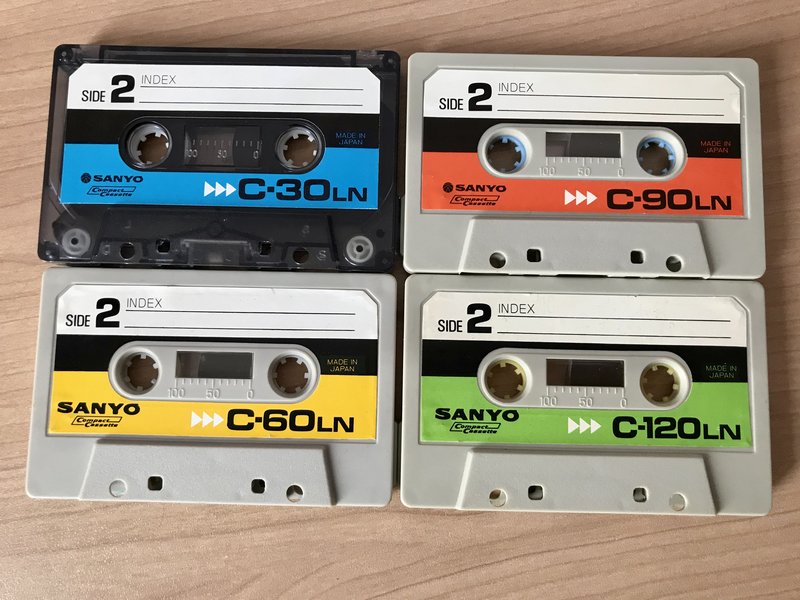 SIDE 2 INDEX
MADE IN
JAPAN
100 50 0
SANYO
Compact
Cassette
C-30LN
SIDE 2 INDEX
MADE IN
JAPAN
100 50 0
SANYO
Compact
Cassette
C-90LN
SIDE 2 INDEX
MADE IN
JAPAN
100 50 0
SANYO
Compact
Cassette
C-60LN
SIDE 2 INDEX
MADE IN
JAPAN
100 50 0
SANYO
Compact
Cassette
C-120LN